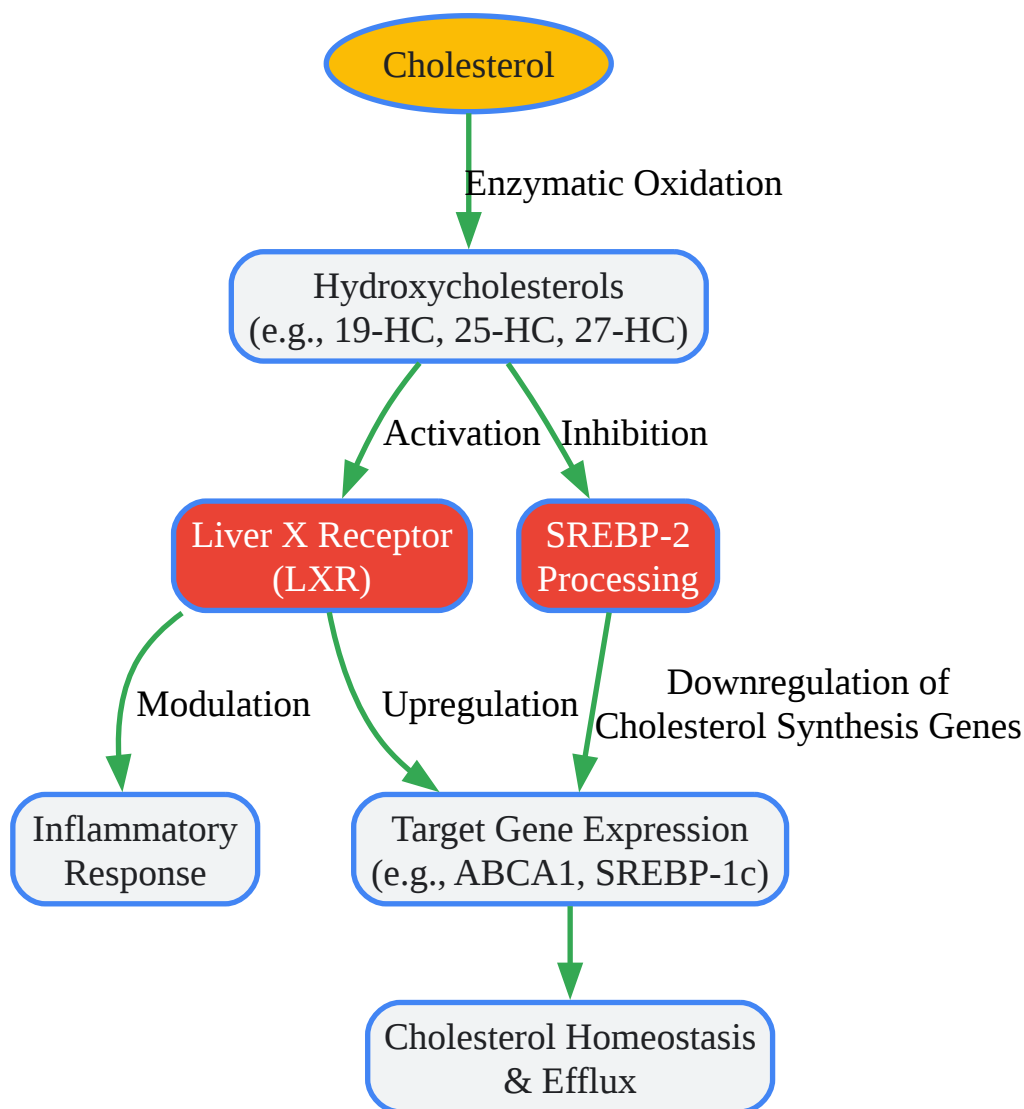 Cholesterol
Enzymatic Oxidation
Hydroxycholesterols
(e.g., 19-HC, 25-HC, 27-HC)
Activation
Inhibition
Liver X Receptor
(LXR)
SREBP-2
Processing
Modulation
Upregulation
Downregulation of
Cholesterol Synthesis Genes
Inflammatory
Response
Target Gene Expression
(e.g., ABCA1, SREBP-1c)
Cholesterol Homeostasis
& Efflux